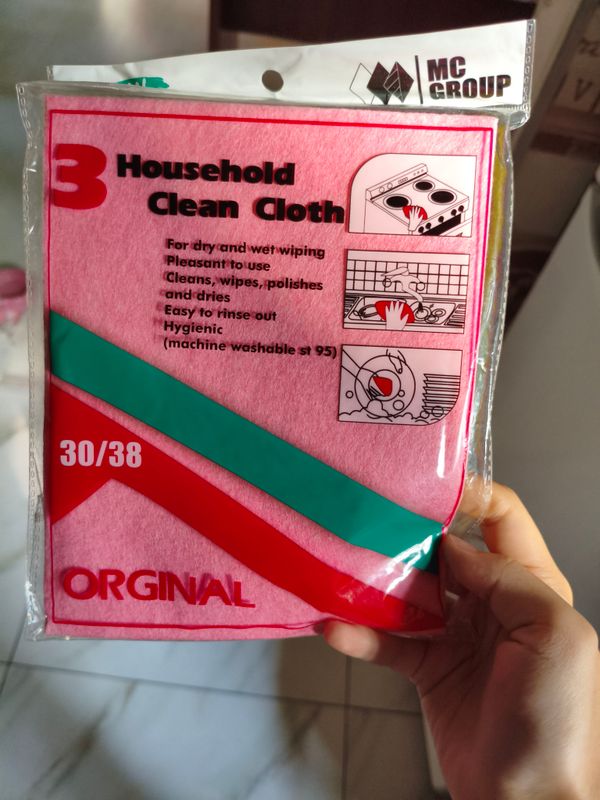 MC
GROUP
3 Household
Clean Cloth
For dry and wet wiping
Pleasant to use
Cleans, wipes, polishes
and dries
Easy to rinse out
Hygienic
(machine washable st 95)
30/38
ORGINAL